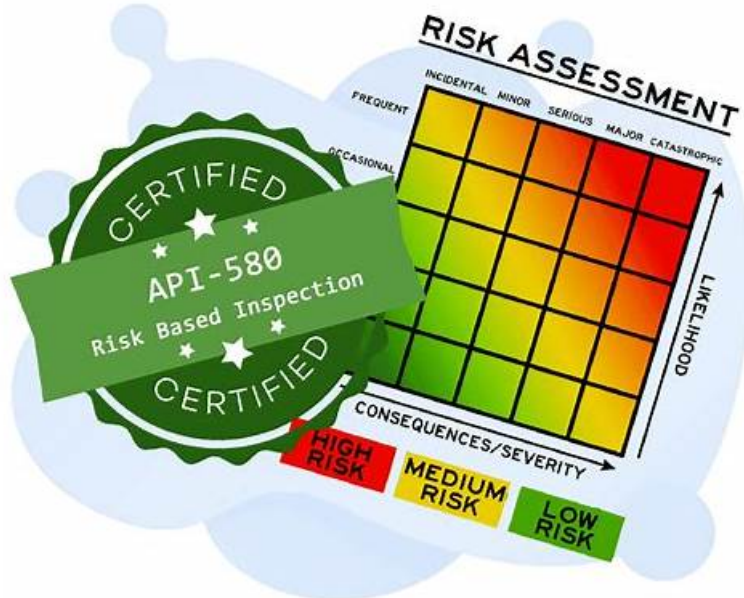 RISK ASSESSMENT
INCIDENTAL MINOR SERIOUS MAJOR CATASTROPHIC
FREQUENT
OCCASIONAL
LIKELIHOOD
CONSEQUENCES/SEVERITY
HIGH
RISK
MEDIUM
RISK
LOW
RISK
CERTIFIED
API-580
Risk Based Inspection
CERTIFIED